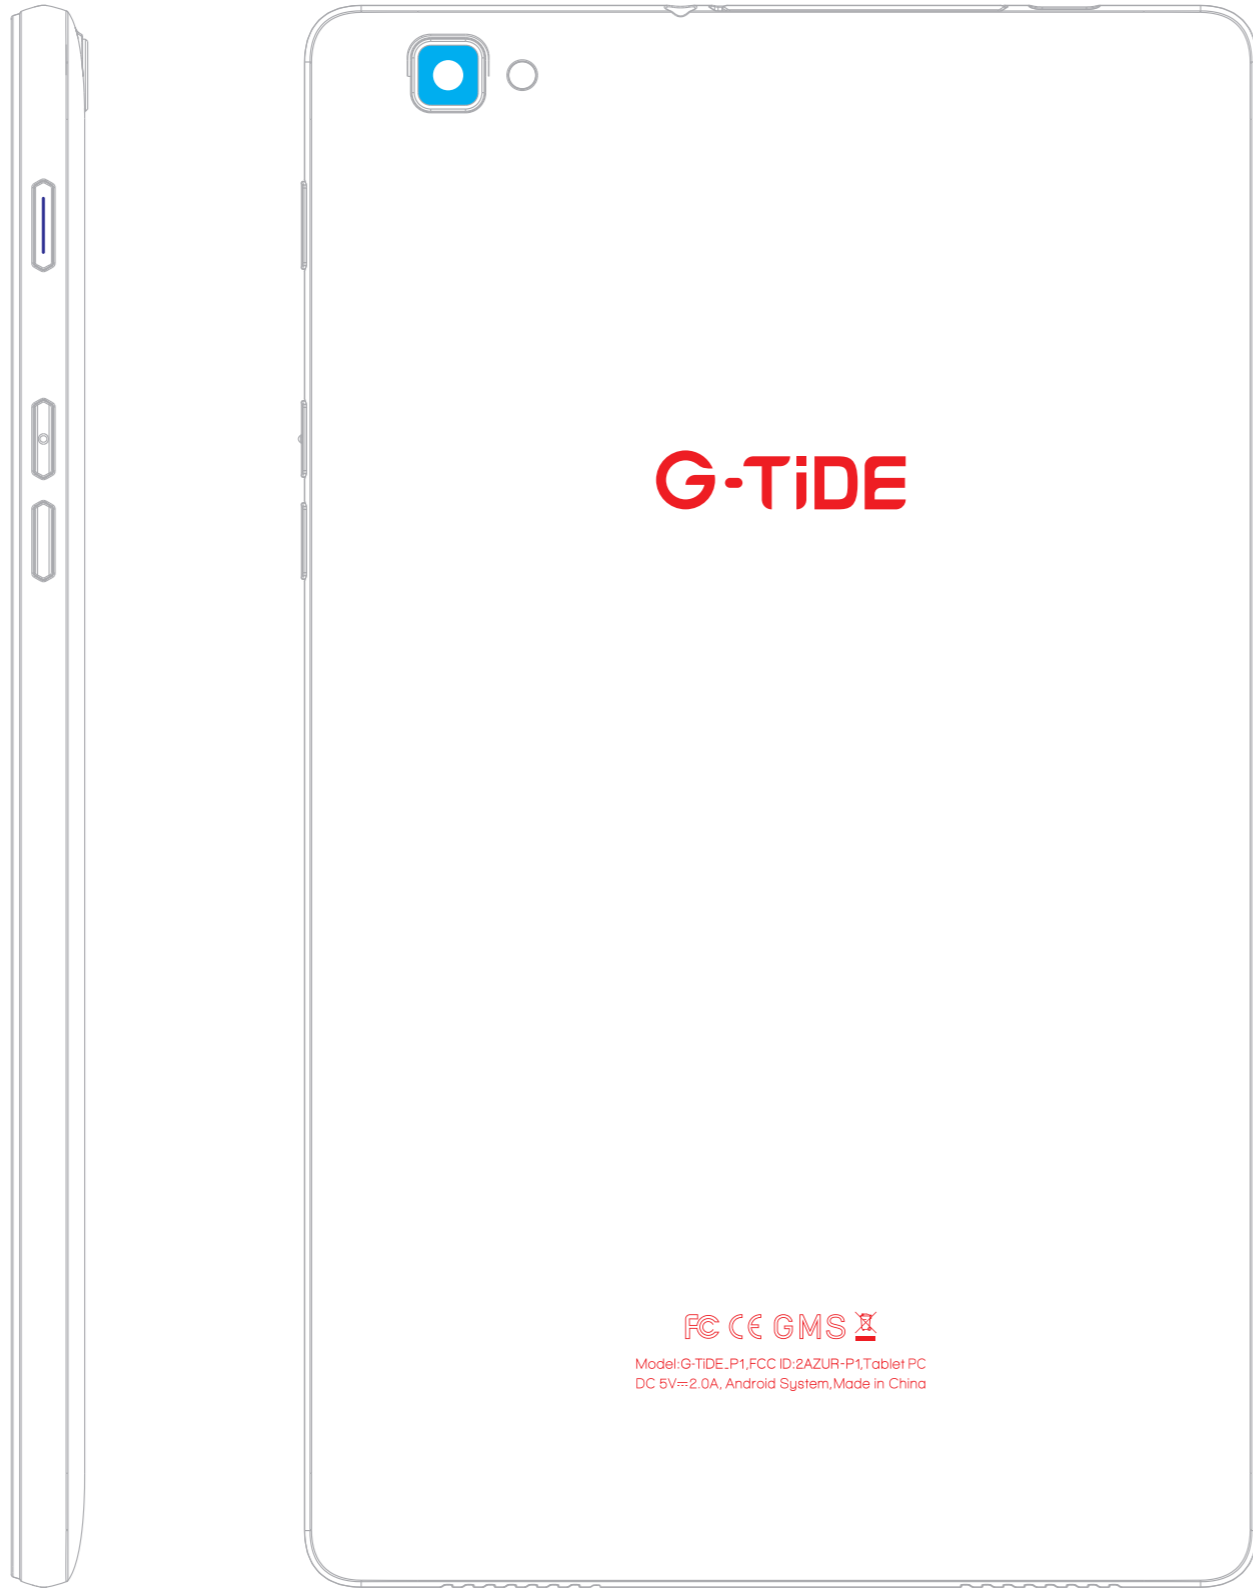 G-TiDE
FC CE GMS
Model:G-TiDE_P1,FCC ID:2AZUR-P1,Tablet PC
DC 5V⎓2.0A, Android System,Made in China